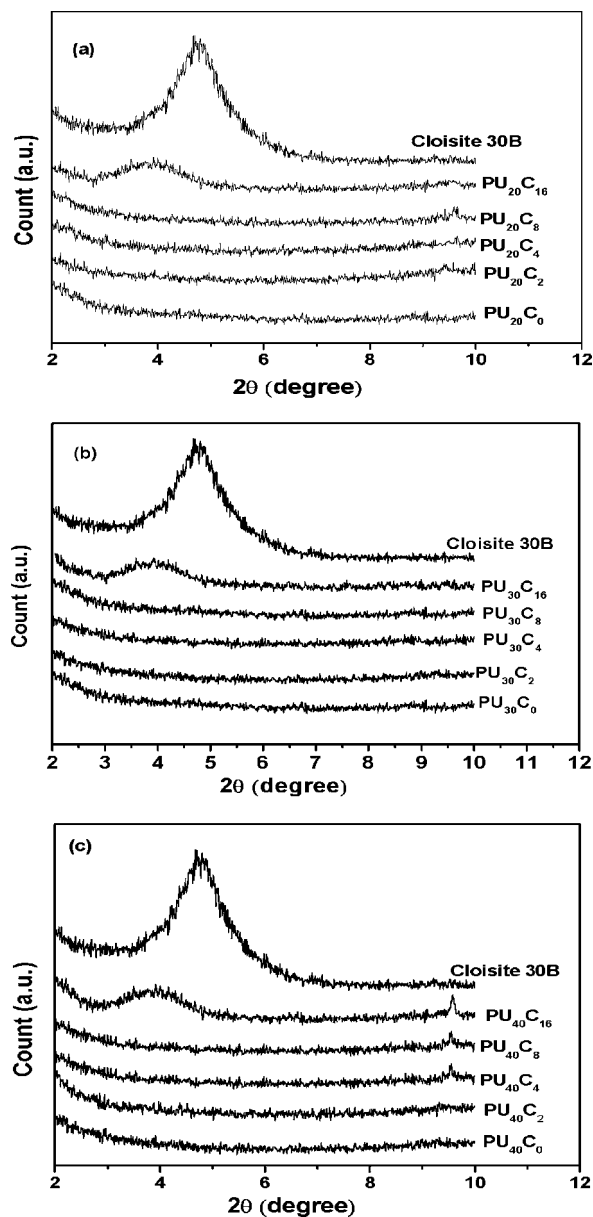 (a)
Cloisite 30B
PU₂₀C₁₆
PU₂₀C₈
PU₂₀C₄
PU₂₀C₂
PU₂₀C₀
Count (a.u.)
2 4 6 8 10 12
2θ (degree)
(b)
Cloisite 30B
PU₃₀C₁₆
PU₃₀C₈
PU₃₀C₄
PU₃₀C₂
PU₃₀C₀
Count (a.u.)
2 3 4 5 6 7 8 9 10 11 12
2θ (degree)
(c)
Cloisite 30B
PU₄₀C₁₆
PU₄₀C₈
PU₄₀C₄
PU₄₀C₂
PU₄₀C₀
Count (a.u.)
2 4 6 8 10 12
2θ (degree)